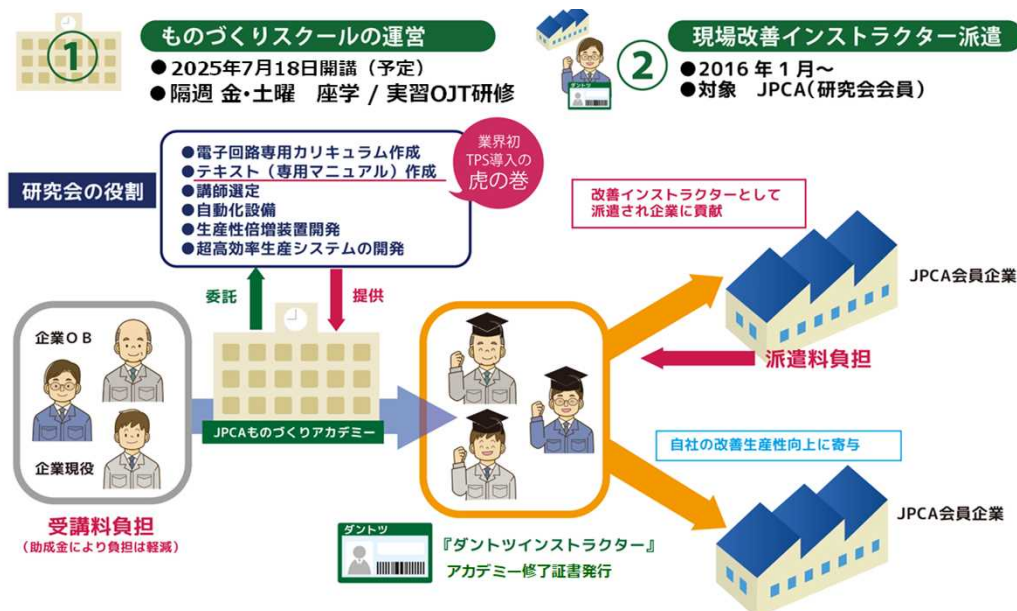 ①
ものづくりスクールの運営
●2025年7月18日開講（予定）
●隔週 金・土曜　座学 / 実習OJT研修
②
現場改善インストラクター派遣
●2016年1月～
●対象　JPCA（研究会会員）
ダントツ
研究会の役割
●電子回路専用カリキュラム作成
●テキスト（専用マニュアル）作成
●講師選定
●自動化設備
●生産性倍増装置開発
●超高効率生産システムの開発
業界初
TPS導入の
虎の巻
委託
提供
改善インストラクターとして
派遣され企業に貢献
JPCA会員企業
派遣料負担
企業ＯＢ
企業現役
JPCAものづくりアカデミー
受講料負担
（助成金により負担は軽減）
自社の改善生産性向上に寄与
JPCA会員企業
ダントツ
『ダントツインストラクター』
アカデミー修了証書発行